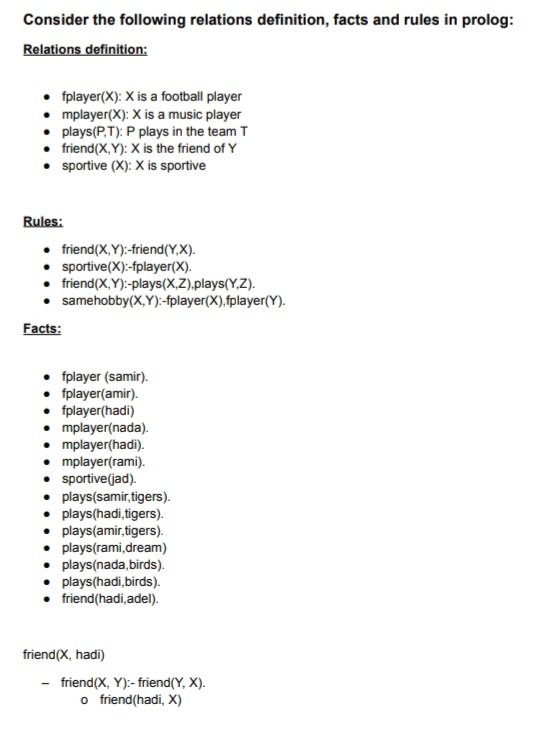 Consider the following relations definition, facts and rules in prolog:
Relations definition:
● fplayer(X): X is a football player
● mplayer(X): X is a music player
● plays(P,T): P plays in the team T
● friend(X,Y): X is the friend of Y
● sportive (X): X is sportive
Rules:
● friend(X,Y):-friend(Y,X).
● sportive(X):-fplayer(X).
● friend(X,Y):-plays(X,Z),plays(Y,Z).
● samehobby(X,Y):-fplayer(X),fplayer(Y).
Facts:
● fplayer (samir).
● fplayer(amir).
● fplayer(hadi)
● mplayer(nada).
● mplayer(hadi).
● mplayer(rami).
● sportive(jad).
● plays(samir,tigers).
● plays(hadi,tigers).
● plays(amir,tigers).
● plays(rami,dream)
● plays(nada,birds).
● plays(hadi,birds).
● friend(hadi,adel).
friend(X, hadi)
– friend(X, Y):- friend(Y, X).
o friend(hadi, X)